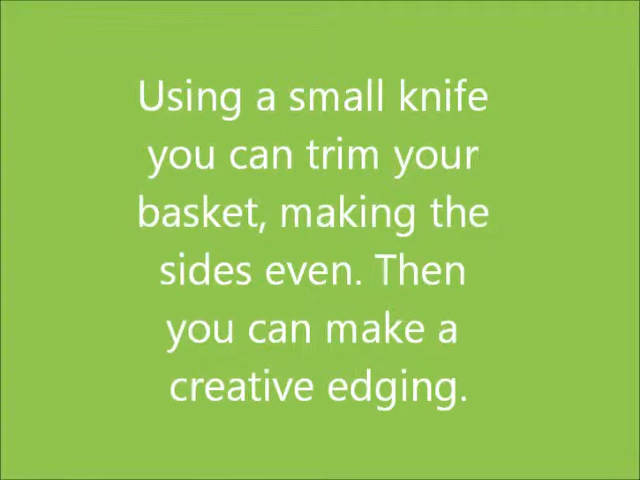 Using a small knife
you can trim your
basket, making the
sides even. Then
you can make a
creative edging.